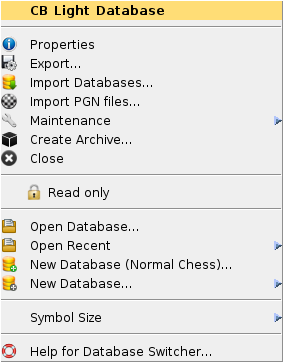 CB Light Database
Properties
Export...
Import Databases...
Import PGN files...
Maintenance
Create Archive...
Close
Read only
Open Database...
Open Recent
New Database (Normal Chess)...
New Database...
Symbol Size
Help for Database Switcher...